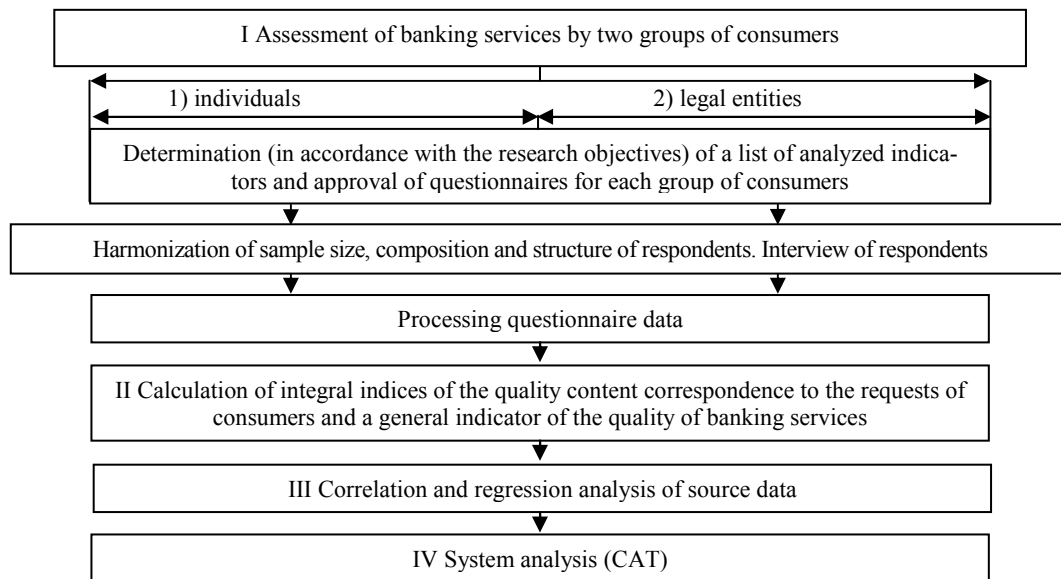 I Assessment of banking services by two groups of consumers
1) individuals
2) legal entities
Determination (in accordance with the research objectives) of a list of analyzed indica-
tors and approval of questionnaires for each group of consumers
Harmonization of sample size, composition and structure of respondents. Interview of respondents
Processing questionnaire data
II Calculation of integral indices of the quality content correspondence to the requests of
consumers and a general indicator of the quality of banking services
III Correlation and regression analysis of source data
IV System analysis (CAT)